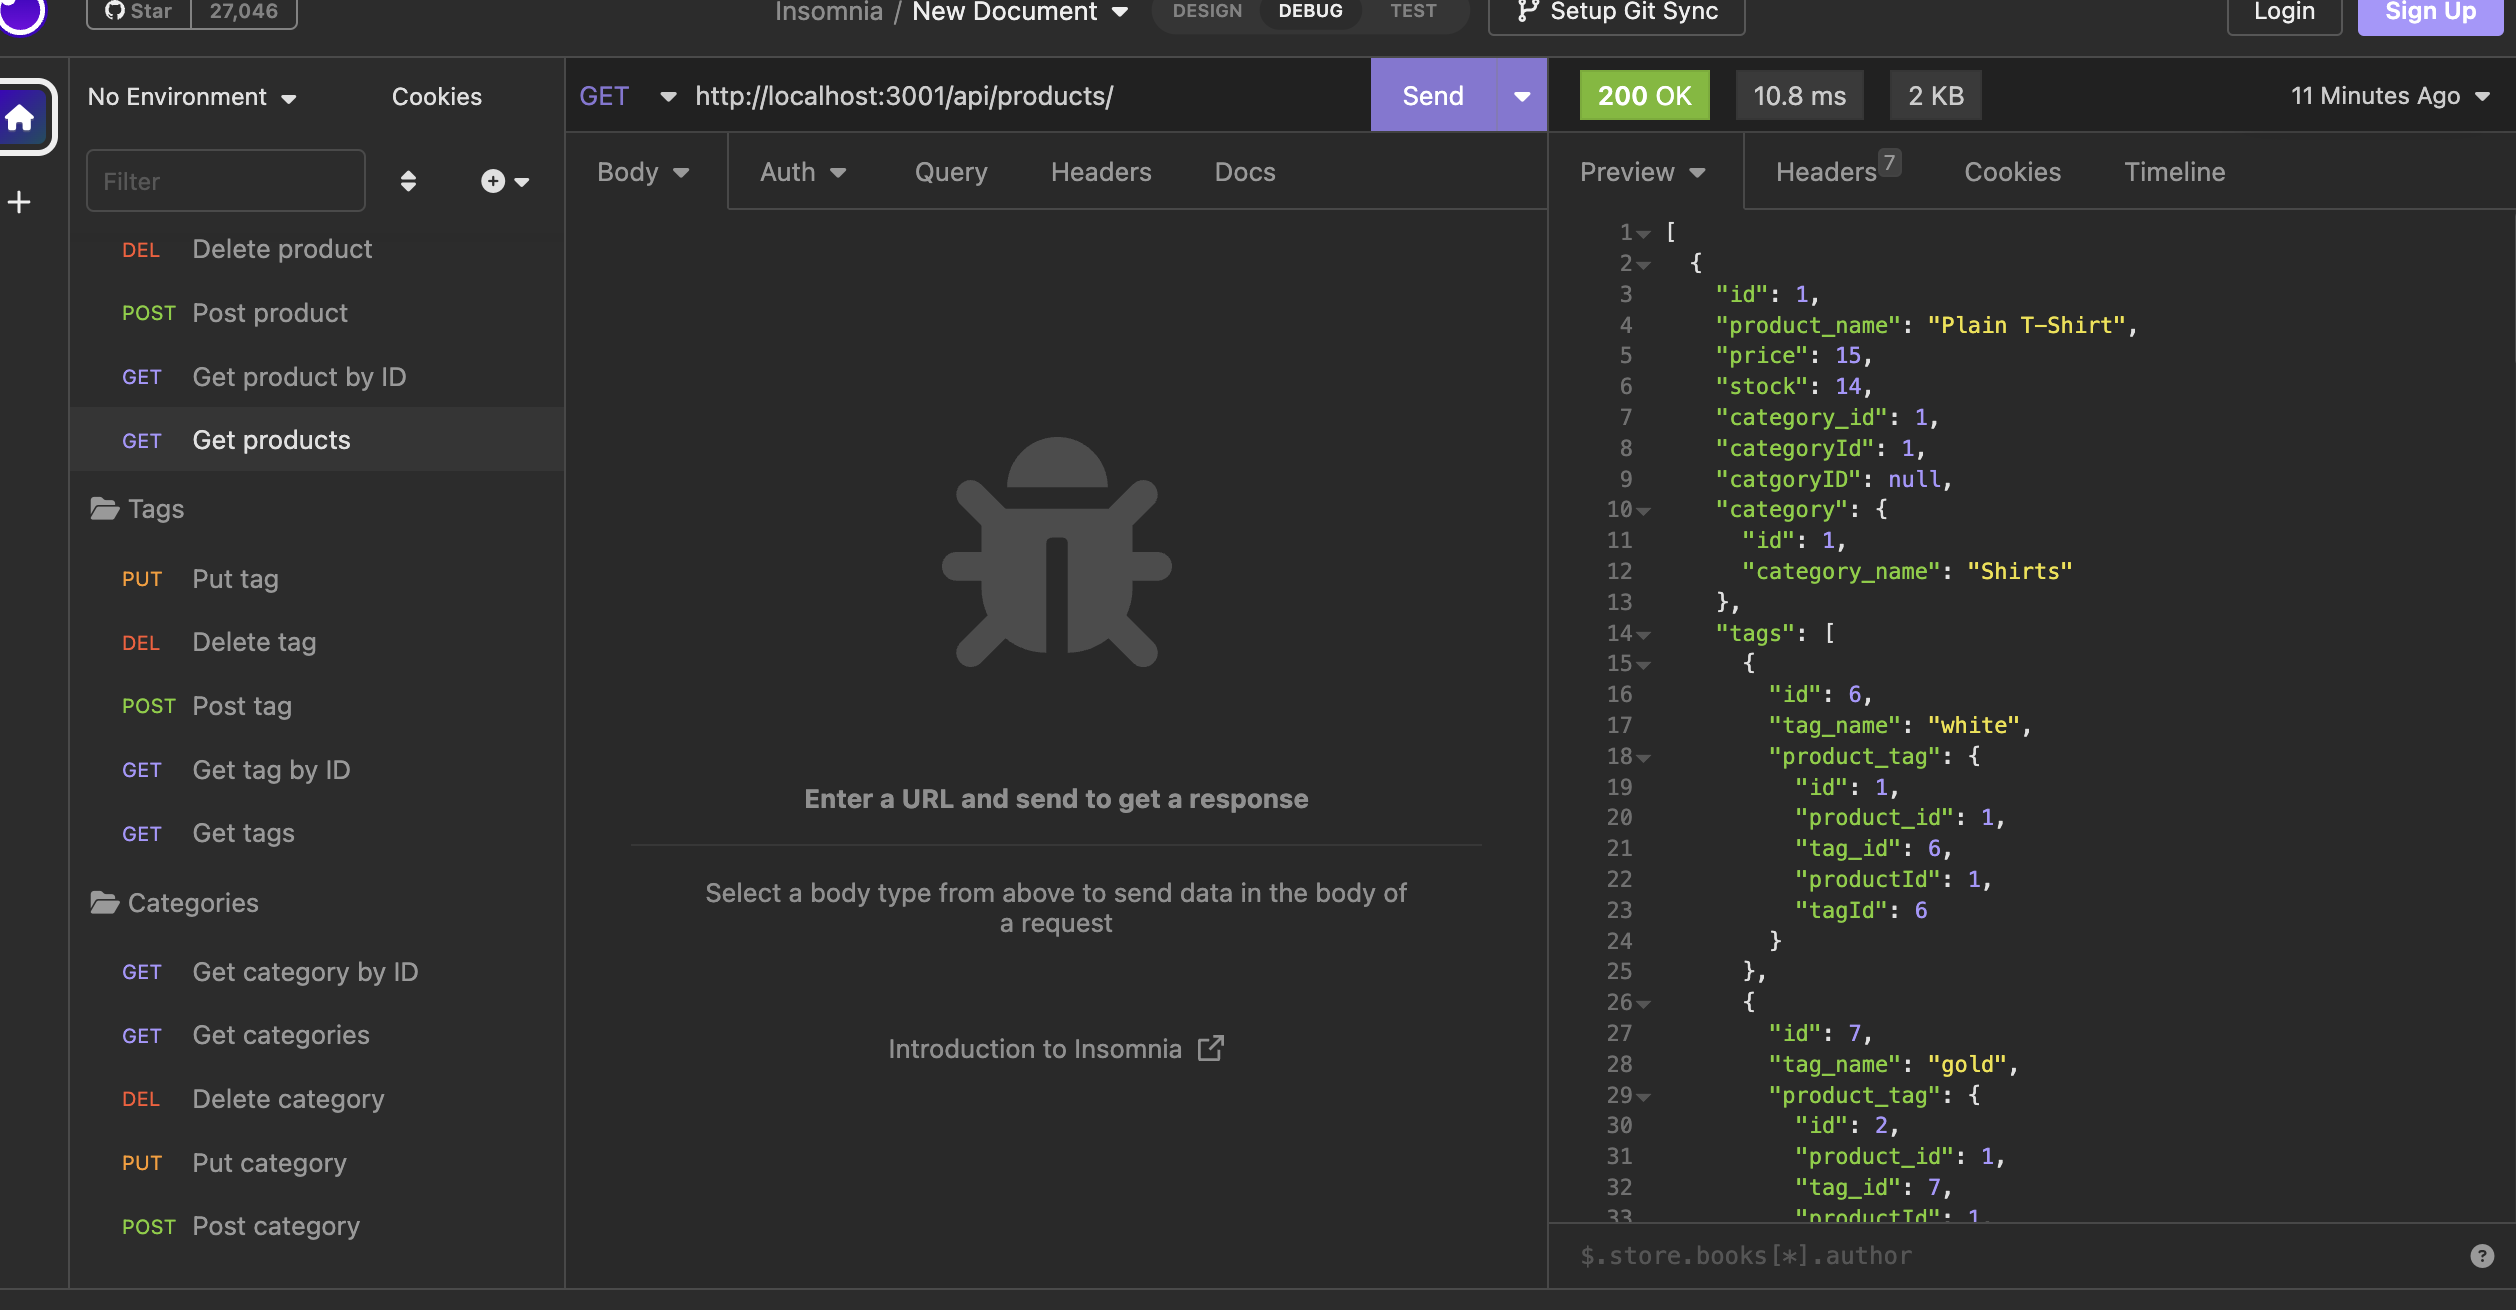 Star 27,046
Insomnia / New Document
DESIGN DEBUG TEST
Setup Git Sync
Login
Sign Up
No Environment
Cookies
Filter
DEL Delete product
POST Post product
GET Get product by ID
GET Get products
Tags
PUT Put tag
DEL Delete tag
POST Post tag
GET Get tag by ID
GET Get tags
Categories
GET Get category by ID
GET Get categories
DEL Delete category
PUT Put category
POST Post category
GET http://localhost:3001/api/products/
Send
Body Auth Query Headers Docs
Enter a URL and send to get a response
Select a body type from above to send data in the body of
a request
Introduction to Insomnia
200 OK 10.8 ms 2 KB 11 Minutes Ago
Preview Headers 7 Cookies Timeline
1 [
2 {
3 "id": 1,
4 "product_name": "Plain T-Shirt",
5 "price": 15,
6 "stock": 14,
7 "category_id": 1,
8 "categoryId": 1,
9 "catgoryID": null,
10 "category": {
11 "id": 1,
12 "category_name": "Shirts"
13 },
14 "tags": [
15 {
16 "id": 6,
17 "tag_name": "white",
18 "product_tag": {
19 "id": 1,
20 "product_id": 1,
21 "tag_id": 6,
22 "productId": 1,
23 "tagId": 6
24 }
25 },
26 {
27 "id": 7,
28 "tag_name": "gold",
29 "product_tag": {
30 "id": 2,
31 "product_id": 1,
32 "tag_id": 7,
33 "productId": 1,
$.store.books[*].author